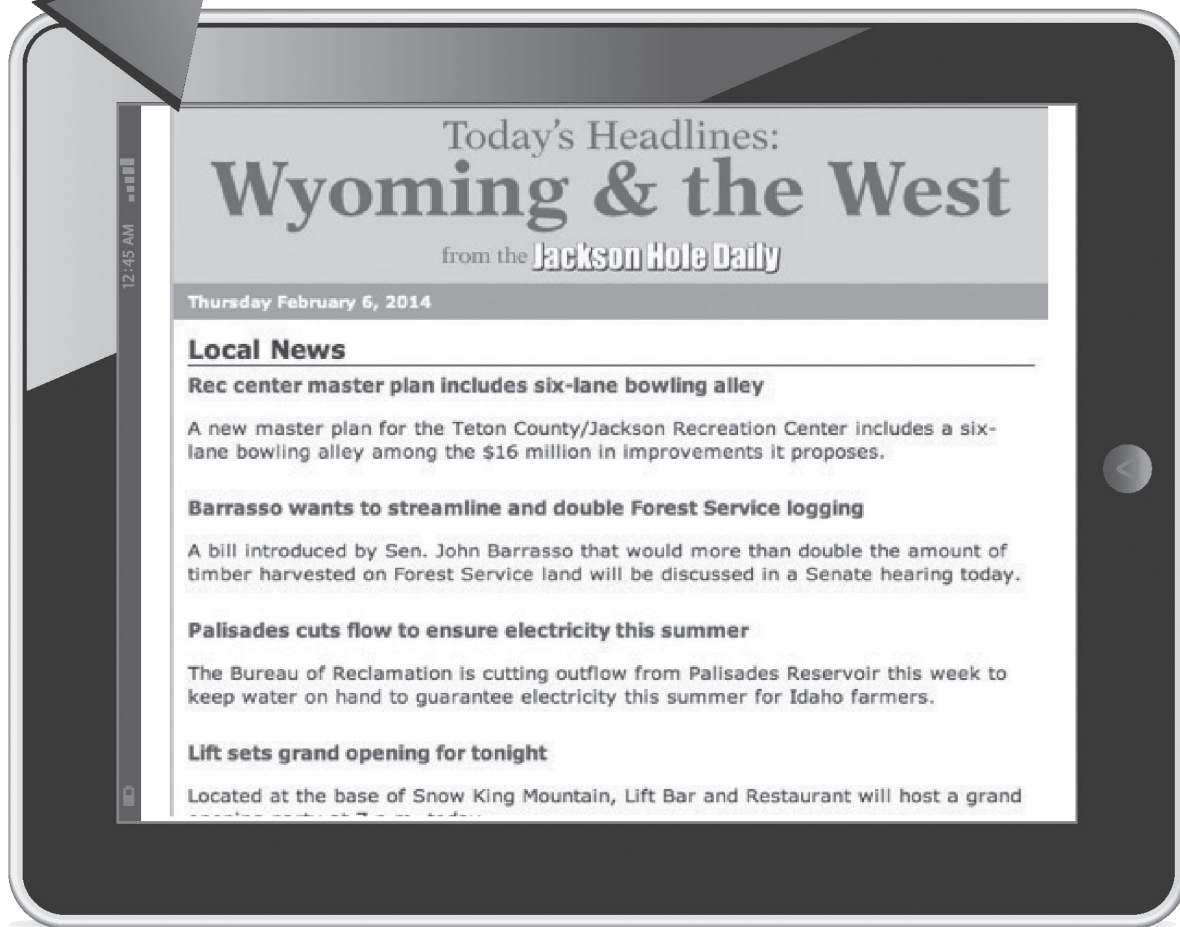 12:45 AM
Today's Headlines:
Wyoming & the West
from the Jackson Hole Daily
Thursday February 6, 2014
Local News
Rec center master plan includes six-lane bowling alley
A new master plan for the Teton County/Jackson Recreation Center includes a six-
lane bowling alley among the $16 million in improvements it proposes.
Barrasso wants to streamline and double Forest Service logging
A bill introduced by Sen. John Barrasso that would more than double the amount of
timber harvested on Forest Service land will be discussed in a Senate hearing today.
Palisades cuts flow to ensure electricity this summer
The Bureau of Reclamation is cutting outflow from Palisades Reservoir this week to
keep water on hand to guarantee electricity this summer for Idaho farmers.
Lift sets grand opening for tonight
Located at the base of Snow King Mountain, Lift Bar and Restaurant will host a grand